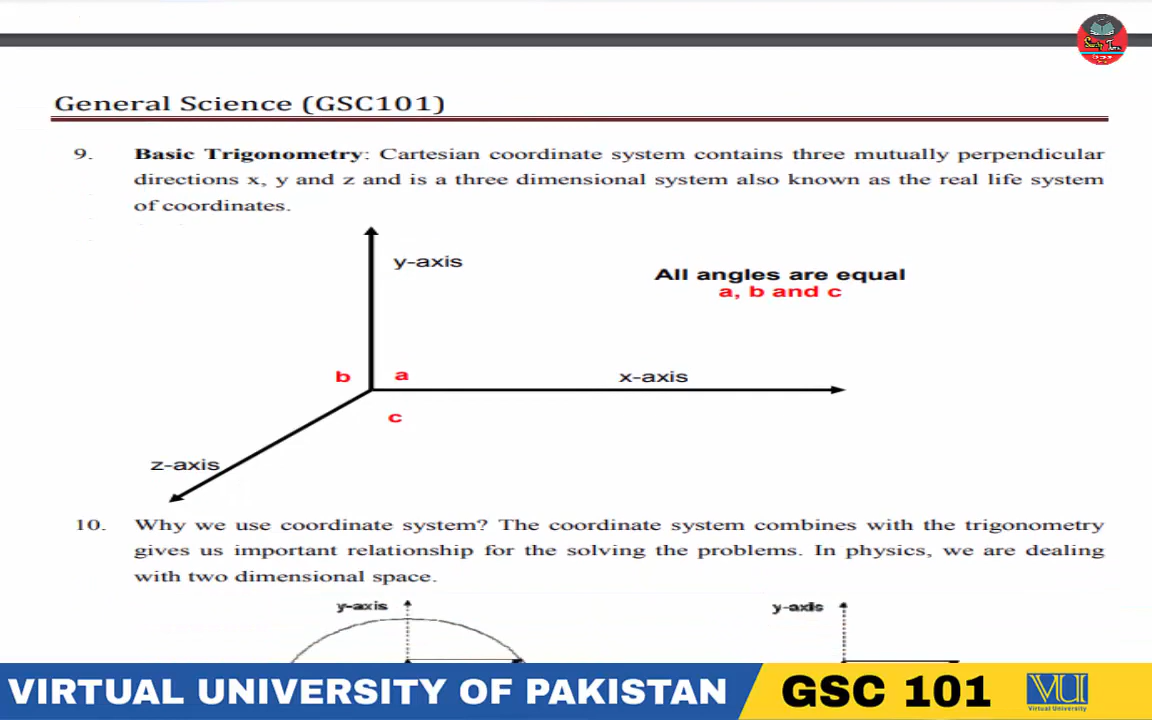 General Science (GSC101)
9. Basic Trigonometry: Cartesian coordinate system contains three mutually perpendicular
directions x, y and z and is a three dimensional system also known as the real life system
of coordinates.
y-axis
All angles are equal
a, b and c
b a
x-axis
c
z-axis
10. Why we use coordinate system? The coordinate system combines with the trigonometry
gives us important relationship for the solving the problems. In physics, we are dealing
with two dimensional space.
y-axis
y-axis
VIRTUAL UNIVERSITY OF PAKISTAN
GSC 101
VU
Virtual University